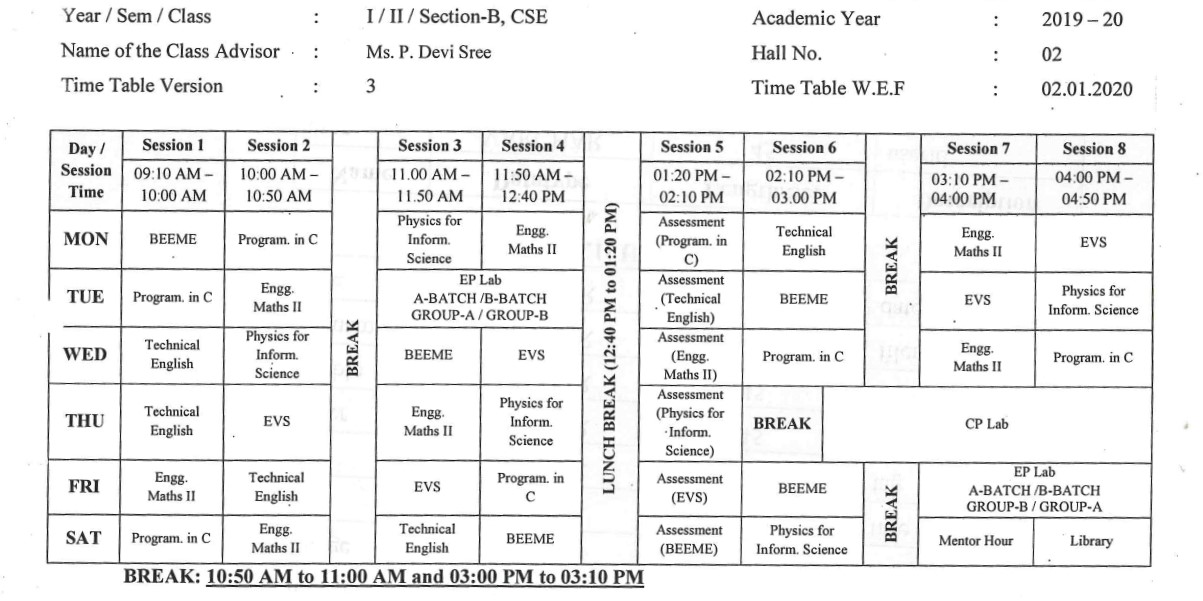 Year / Sem / Class : I / II / Section-B, CSE Academic Year : 2019 – 20
Name of the Class Advisor : Ms. P. Devi Sree Hall No. : 02
Time Table Version : 3 Time Table W.E.F : 02.01.2020
Day / Session Time
Session 1
Session 2
Session 3
Session 4
Session 5
Session 6
Session 7
Session 8
09:10 AM – 10:00 AM
10:00 AM – 10:50 AM
11.00 AM – 11.50 AM
11:50 AM – 12:40 PM
01:20 PM – 02:10 PM
02:10 PM – 03.00 PM
03:10 PM – 04:00 PM
04:00 PM – 04:50 PM
BREAK
LUNCH BREAK (12:40 PM to 01:20 PM)
BREAK
MON
BEEME
Program. in C
Physics for Inform. Science
Engg. Maths II
Assessment (Program. in C)
Technical English
Engg. Maths II
EVS
TUE
Program. in C
Engg. Maths II
EP Lab
A-BATCH /B-BATCH
GROUP-A / GROUP-B
Assessment (Technical English)
BEEME
EVS
Physics for Inform. Science
WED
Technical English
Physics for Inform. Science
BEEME
EVS
Assessment (Engg. Maths II)
Program. in C
Engg. Maths II
Program. in C
THU
Technical English
EVS
Engg. Maths II
Physics for Inform. Science
Assessment (Physics for Inform. Science)
BREAK
CP Lab
FRI
Engg. Maths II
Technical English
EVS
Program. in C
Assessment (EVS)
BEEME
BREAK
EP Lab
A-BATCH /B-BATCH
GROUP-B / GROUP-A
SAT
Program. in C
Engg. Maths II
Technical English
BEEME
Assessment (BEEME)
Physics for Inform. Science
Mentor Hour
Library
BREAK: 10:50 AM to 11:00 AM and 03:00 PM to 03:10 PM